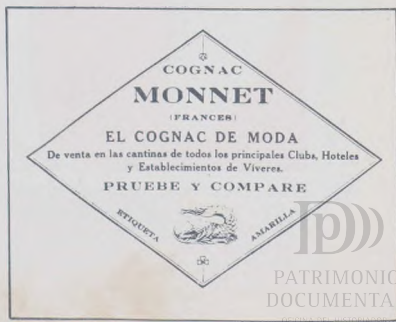 COGNAC
MONNET
(FRANCES)
EL COGNAC DE MODA
De venta en las cantinas de todos los principales Clubs, Hoteles
y Establecimientos de Víveres.
PRUEBE Y COMPARE
ETIQUETA
AMARILLA
PATRIMONIO
DOCUMENTA